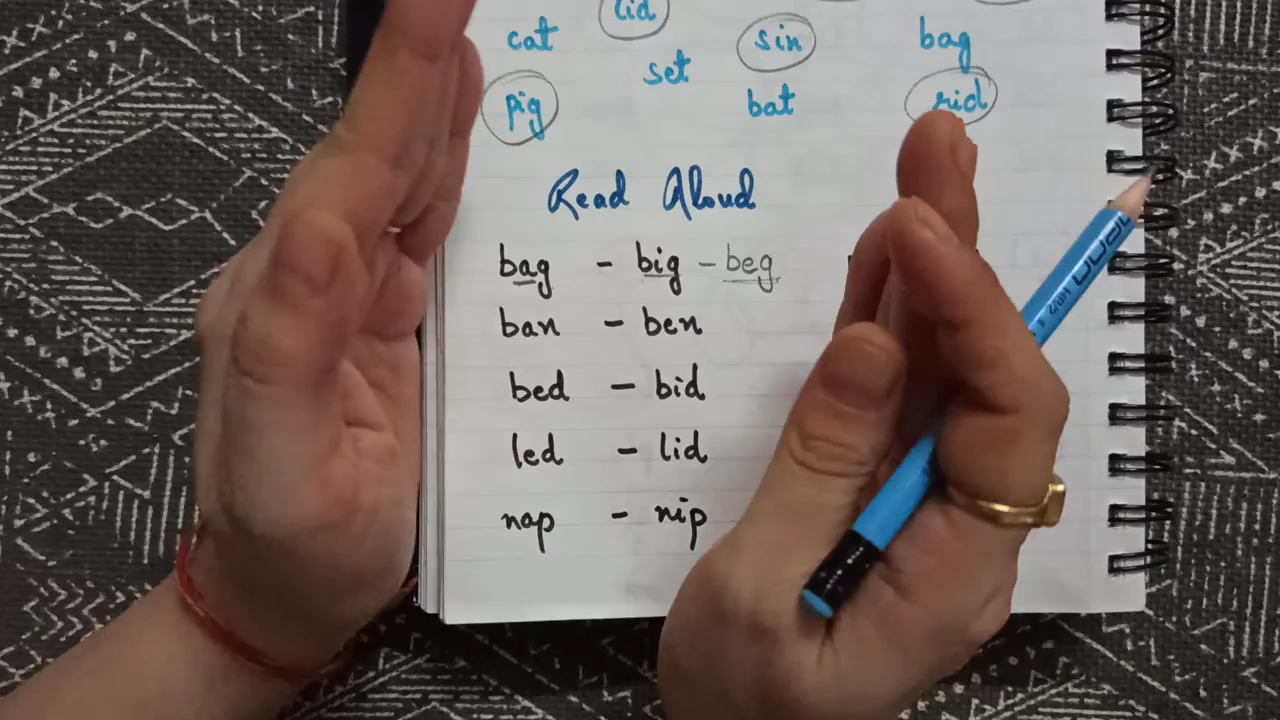 lid
cat sin bag
set
pig bat rid
Read Aloud
bag - big - beg
ban - ben
bed - bid
led - lid
nap - nip